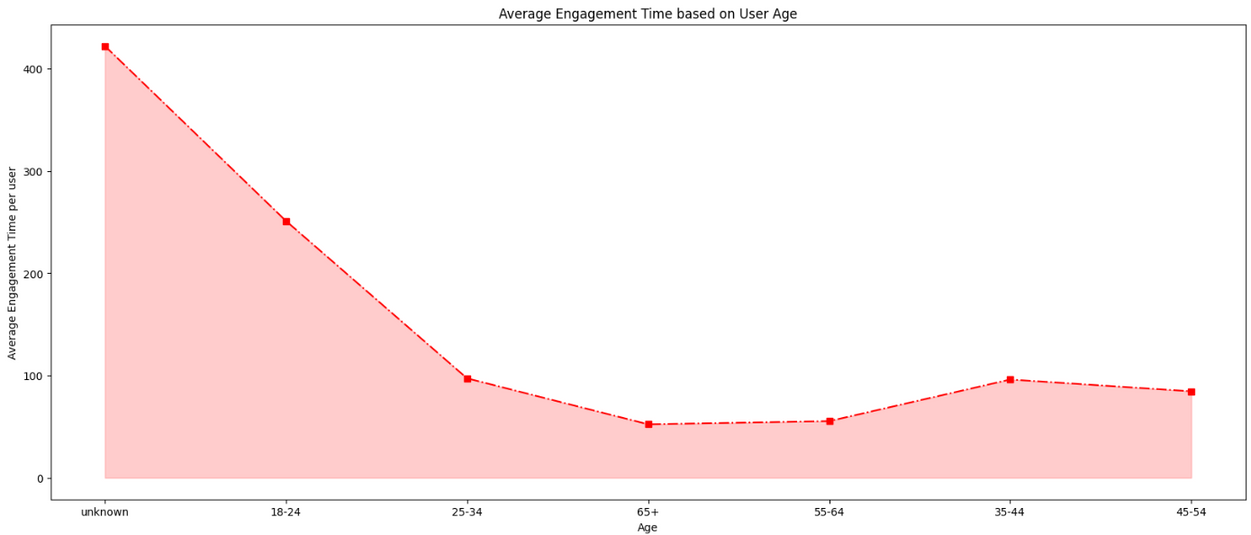 Average Engagement Time based on User Age
Average Engagement Time per user
400
300
200
100
0
unknown 18-24 25-34 65+ 55-64 35-44 45-54
Age